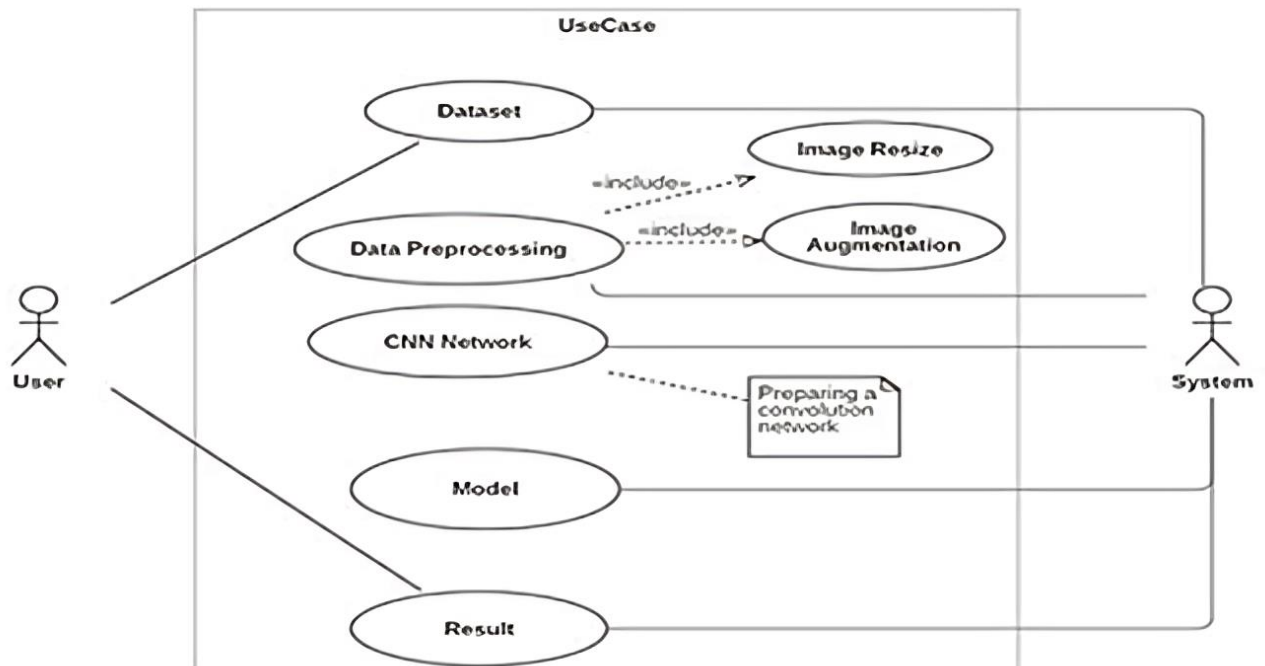 UseCase
Dataset
Image Resize
«include»
Data Preprocessing
«include»
Image
Augmentation
CNN Network
User
System
Preparing a
convolution
network
Model
Result